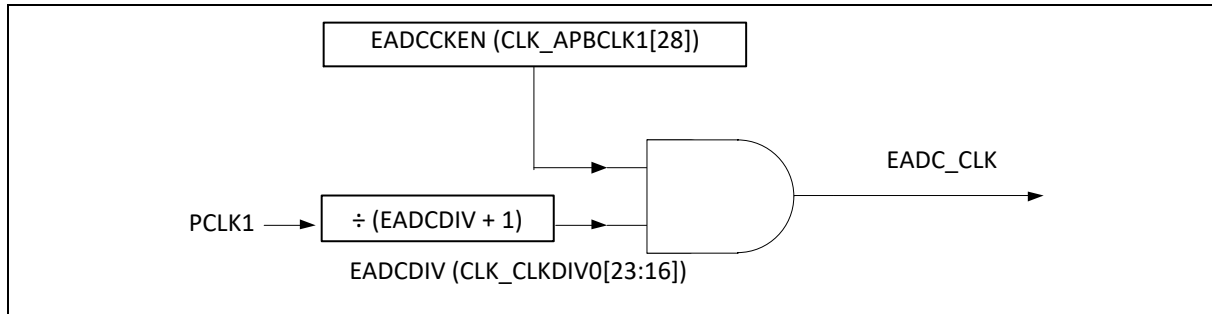 EADCCKEN (CLK_APBCLK1[28])
EADC_CLK
PCLK1
÷ (EADCDIV + 1)
EADCDIV (CLK_CLKDIV0[23:16])